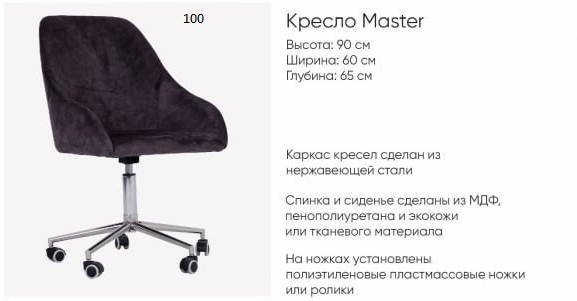 100
Кресло Master
Высота: 90 см
Ширина: 60 см
Глубина: 65 см
Каркас кресел сделан из
нержавеющей стали
Спинка и сиденье сделаны из МДФ,
пенополиуретана и экокожи
или тканевого материала
На ножках установлены
полиэтиленовые пластмассовые ножки
или ролики